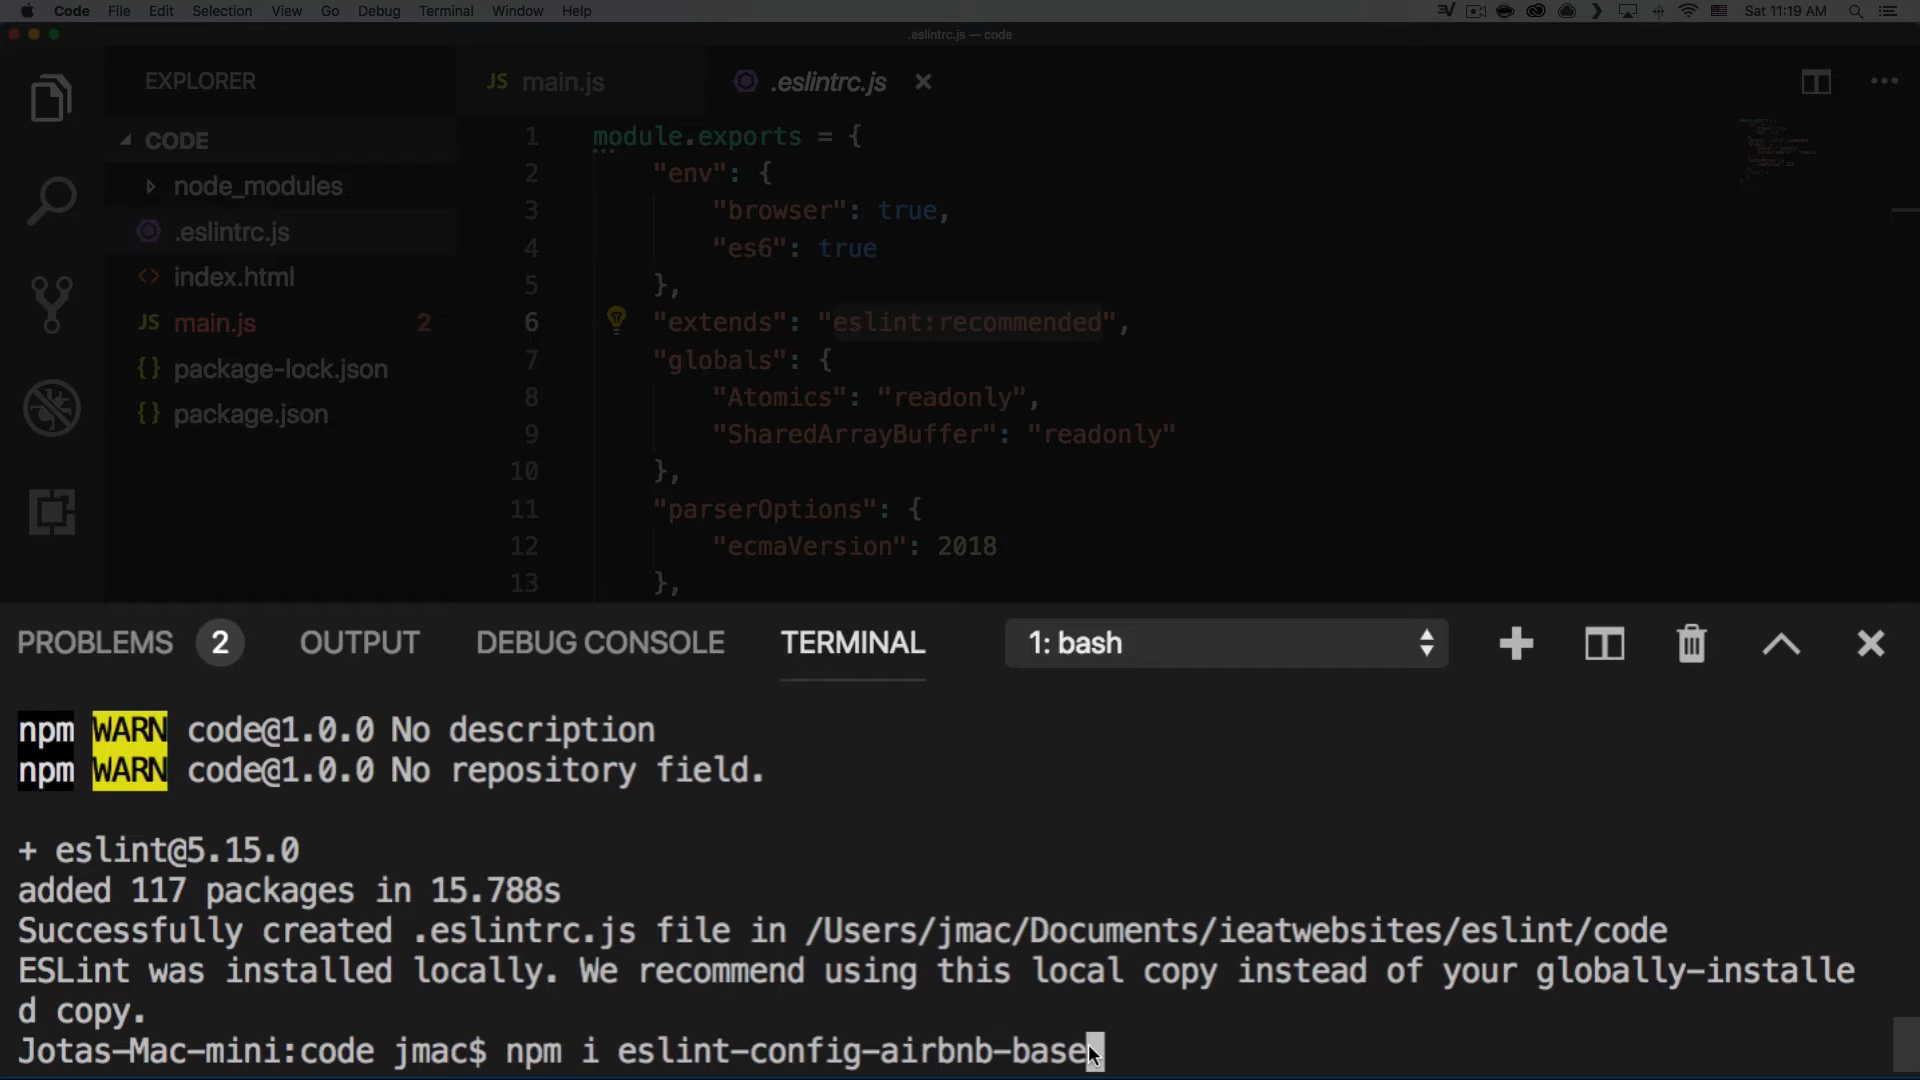 Code File Edit Selection View Go Debug Terminal Window Help Sat 11:19 AM
.eslintrc.js — code
EXPLORER
JS main.js
.eslintrc.js
CODE
node_modules
.eslintrc.js
index.html
JS main.js 2
package-lock.json
package.json
1 module.exports = {
2 "env": {
3 "browser": true,
4 "es6": true
5 },
6 "extends": "eslint:recommended",
7 "globals": {
8 "Atomics": "readonly",
9 "SharedArrayBuffer": "readonly"
10 },
11 "parserOptions": {
12 "ecmaVersion": 2018
13 },
PROBLEMS 2 OUTPUT DEBUG CONSOLE TERMINAL 1: bash
npm WARN code@1.0.0 No description
npm WARN code@1.0.0 No repository field.
+ eslint@5.15.0
added 117 packages in 15.788s
Successfully created .eslintrc.js file in /Users/jmac/Documents/ieatwebsites/eslint/code
ESLint was installed locally. We recommend using this local copy instead of your globally-installe
d copy.
Jotas-Mac-mini:code jmac$ npm i eslint-config-airbnb-base